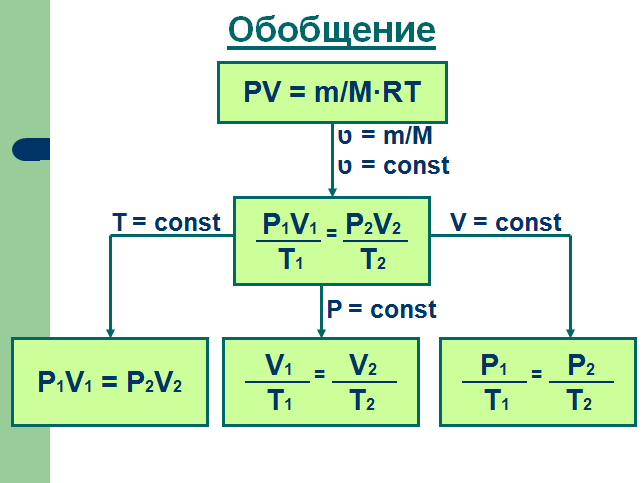 Обобщение
PV = m/M·RT
ʋ = m/M
ʋ = const
T = const
P₁V₁/T₁ = P₂V₂/T₂
V = const
P = const
P₁V₁ = P₂V₂
V₁/T₁ = V₂/T₂
P₁/T₁ = P₂/T₂